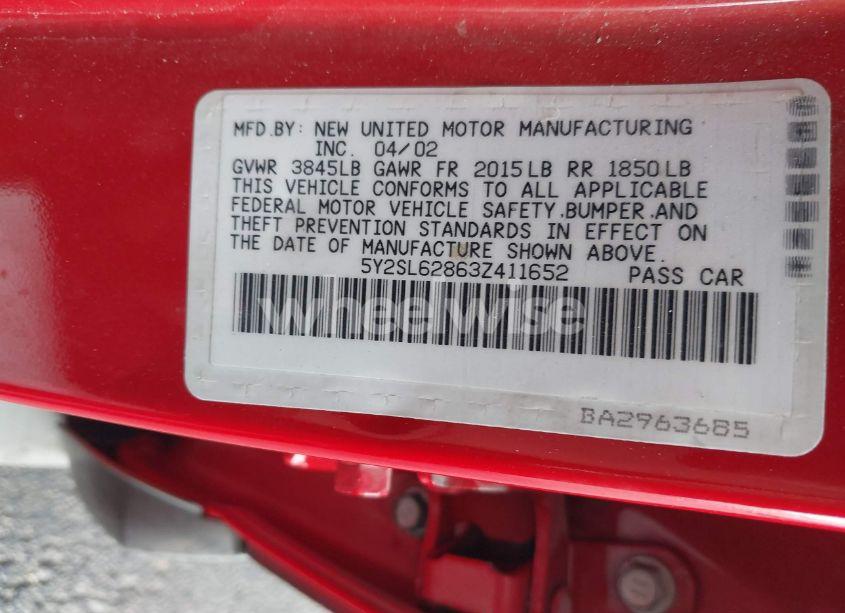 MFD.BY: NEW UNITED MOTOR MANUFACTURING
INC. 04/02
GVWR 3845LB GAWR FR 2015LB RR 1850LB
THIS VEHICLE CONFORMS TO ALL APPLICABLE
FEDERAL MOTOR VEHICLE SAFETY,BUMPER,AND
THEFT PREVENTION STANDARDS IN EFFECT ON
THE DATE OF MANUFACTURE SHOWN ABOVE.
5Y2SL62863Z411652 PASS CAR
wheelwise
BA2963685